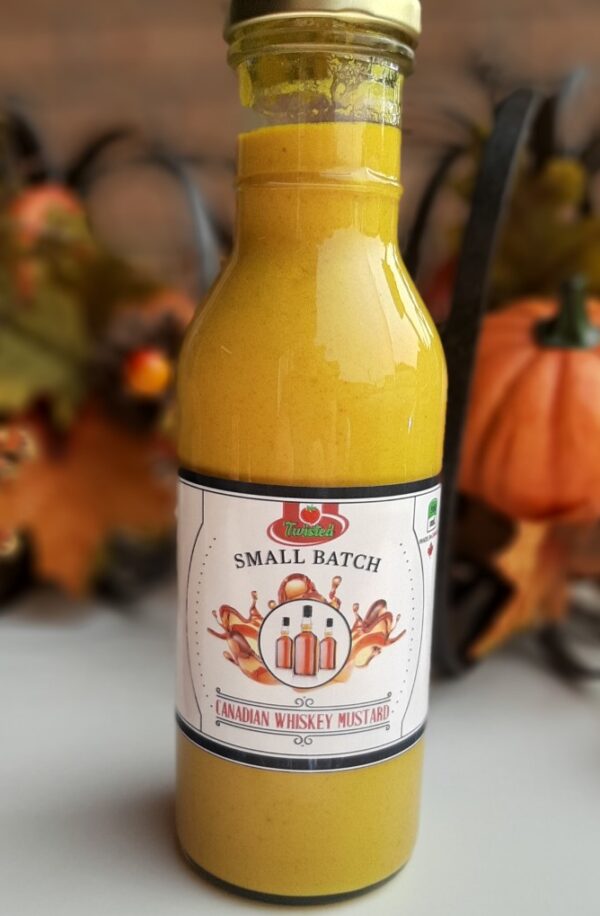 Twisted
SMALL BATCH
CANADIAN WHISKEY MUSTARD